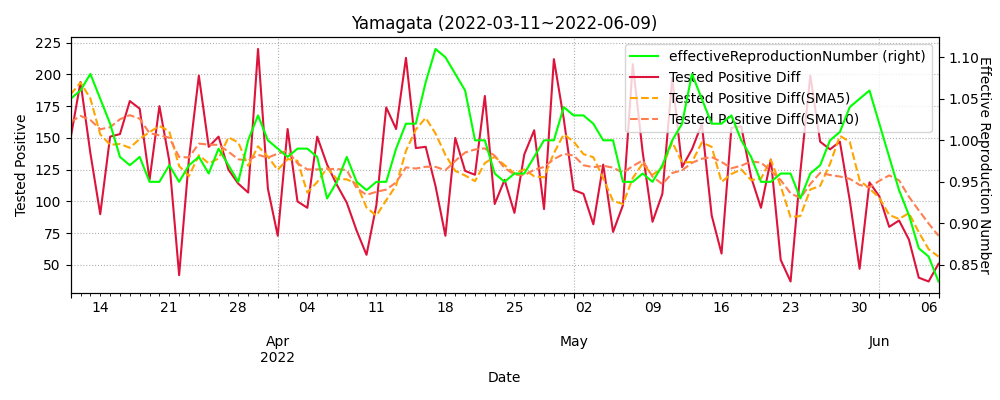 Yamagata (2022-03-11~2022-06-09)
effectiveReproductionNumber (right)
Tested Positive Diff
Tested Positive Diff(SMA5)
Tested Positive Diff(SMA10)
Tested Positive
225
200
175
150
125
100
75
50
1.10
1.05
1.00
0.95
0.90
0.85
Effective Reproduction Number
14 21 28 04 11 18 25 02 09 16 23 30 06
Apr May Jun
2022
Date